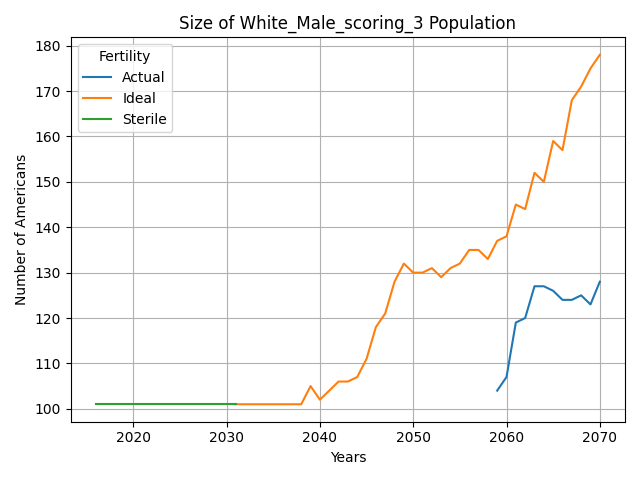 Size of White_Male_scoring_3 Population
Fertility
Actual
Ideal
Sterile
Number of Americans
180
170
160
150
140
130
120
110
100
2020 2030 2040 2050 2060 2070
Years